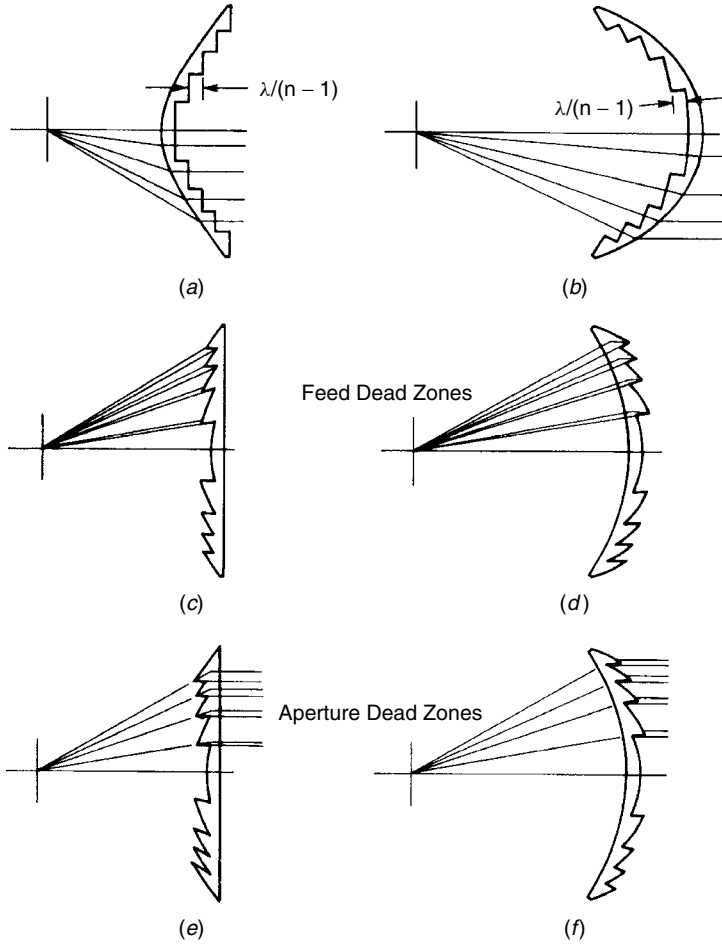 λ/(n − 1)
λ/(n − 1)
(a)
(b)
Feed Dead Zones
(c)
(d)
Aperture Dead Zones
(e)
(f)